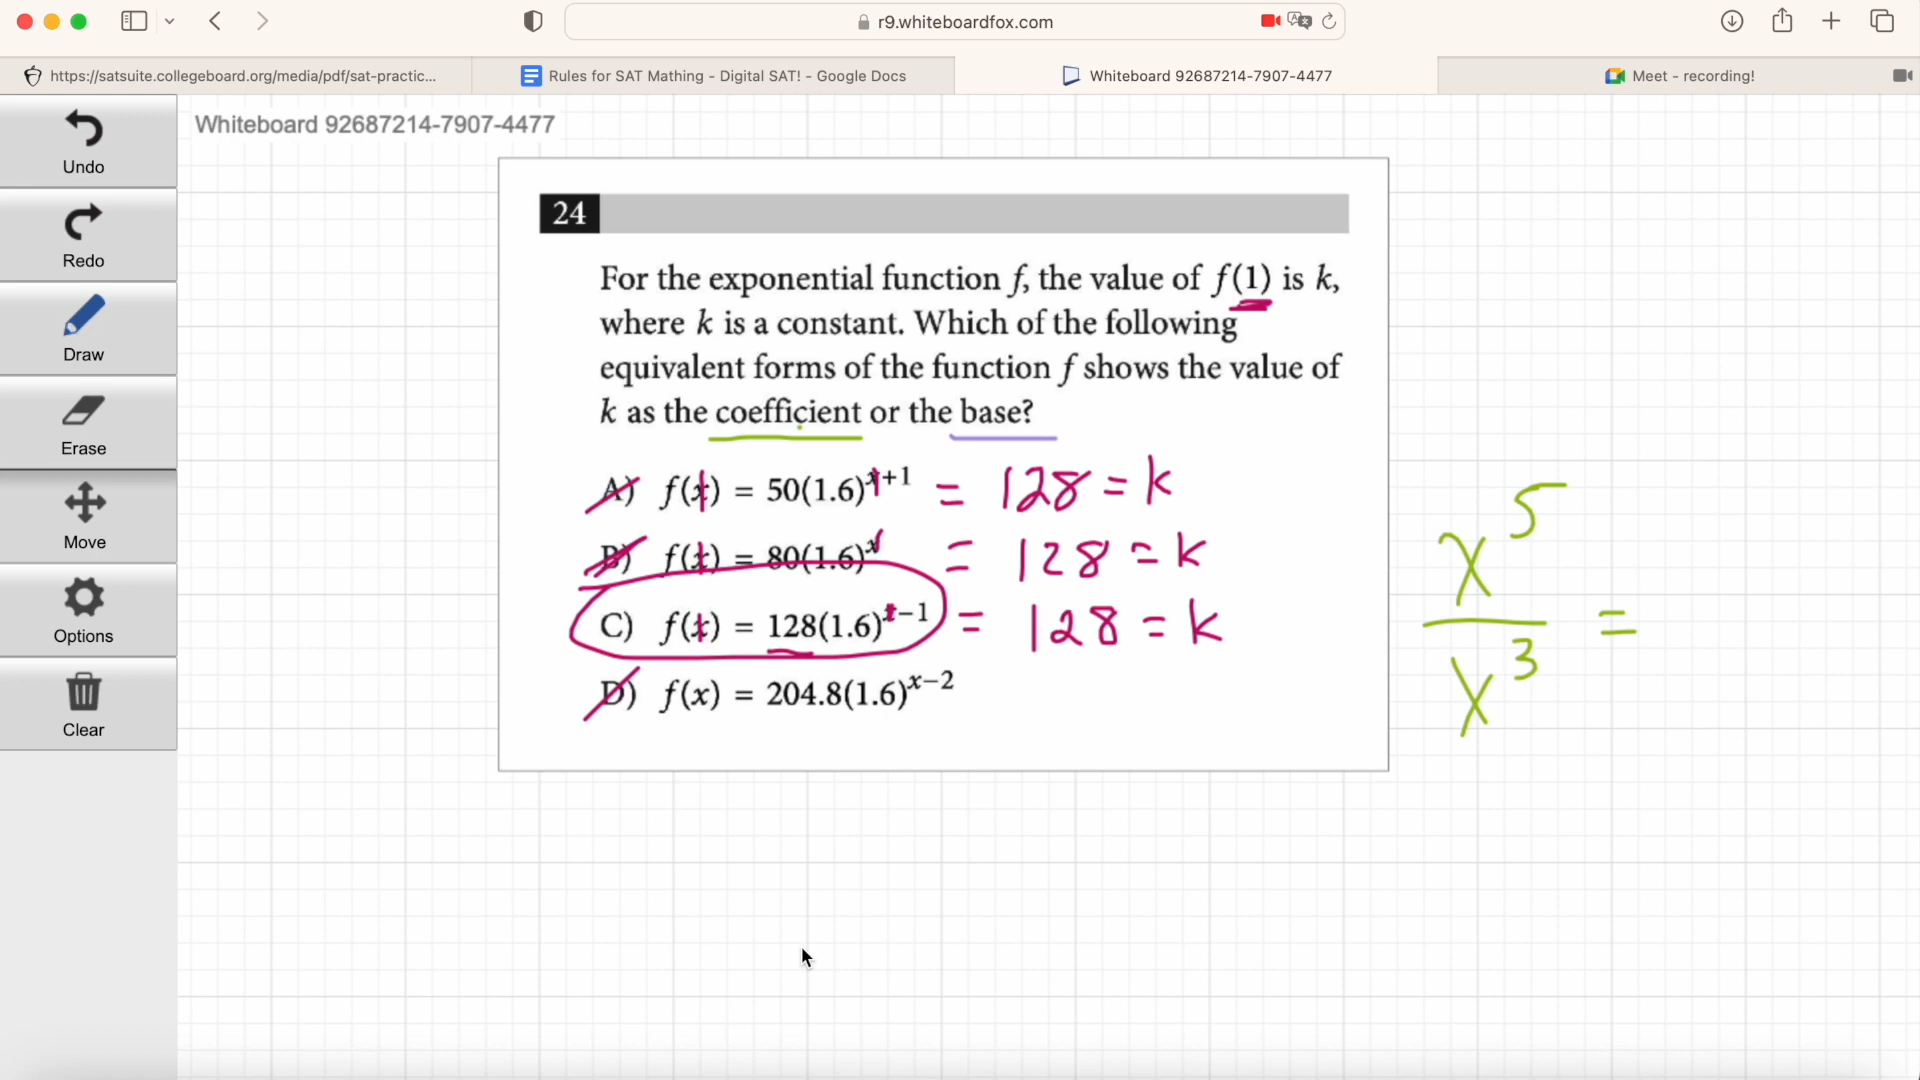 r9.whiteboardfox.com
https://satsuite.collegeboard.org/media/pdf/sat-practic...
Rules for SAT Mathing - Digital SAT! - Google Docs
Whiteboard 92687214-7907-4477
Meet - recording!
Undo
Redo
Draw
Erase
Move
Options
Clear
Whiteboard 92687214-7907-4477
24
For the exponential function f, the value of f(1) is k,
where k is a constant. Which of the following
equivalent forms of the function f shows the value of
k as the coefficient or the base?
A) f(x) = 50(1.6)^x+1 = 128 = k
B) f(x) = 80(1.6)^x = 128 = k
C) f(x) = 128(1.6)^x−1 = 128 = k
D) f(x) = 204.8(1.6)^x−2
x^5
x^3 =